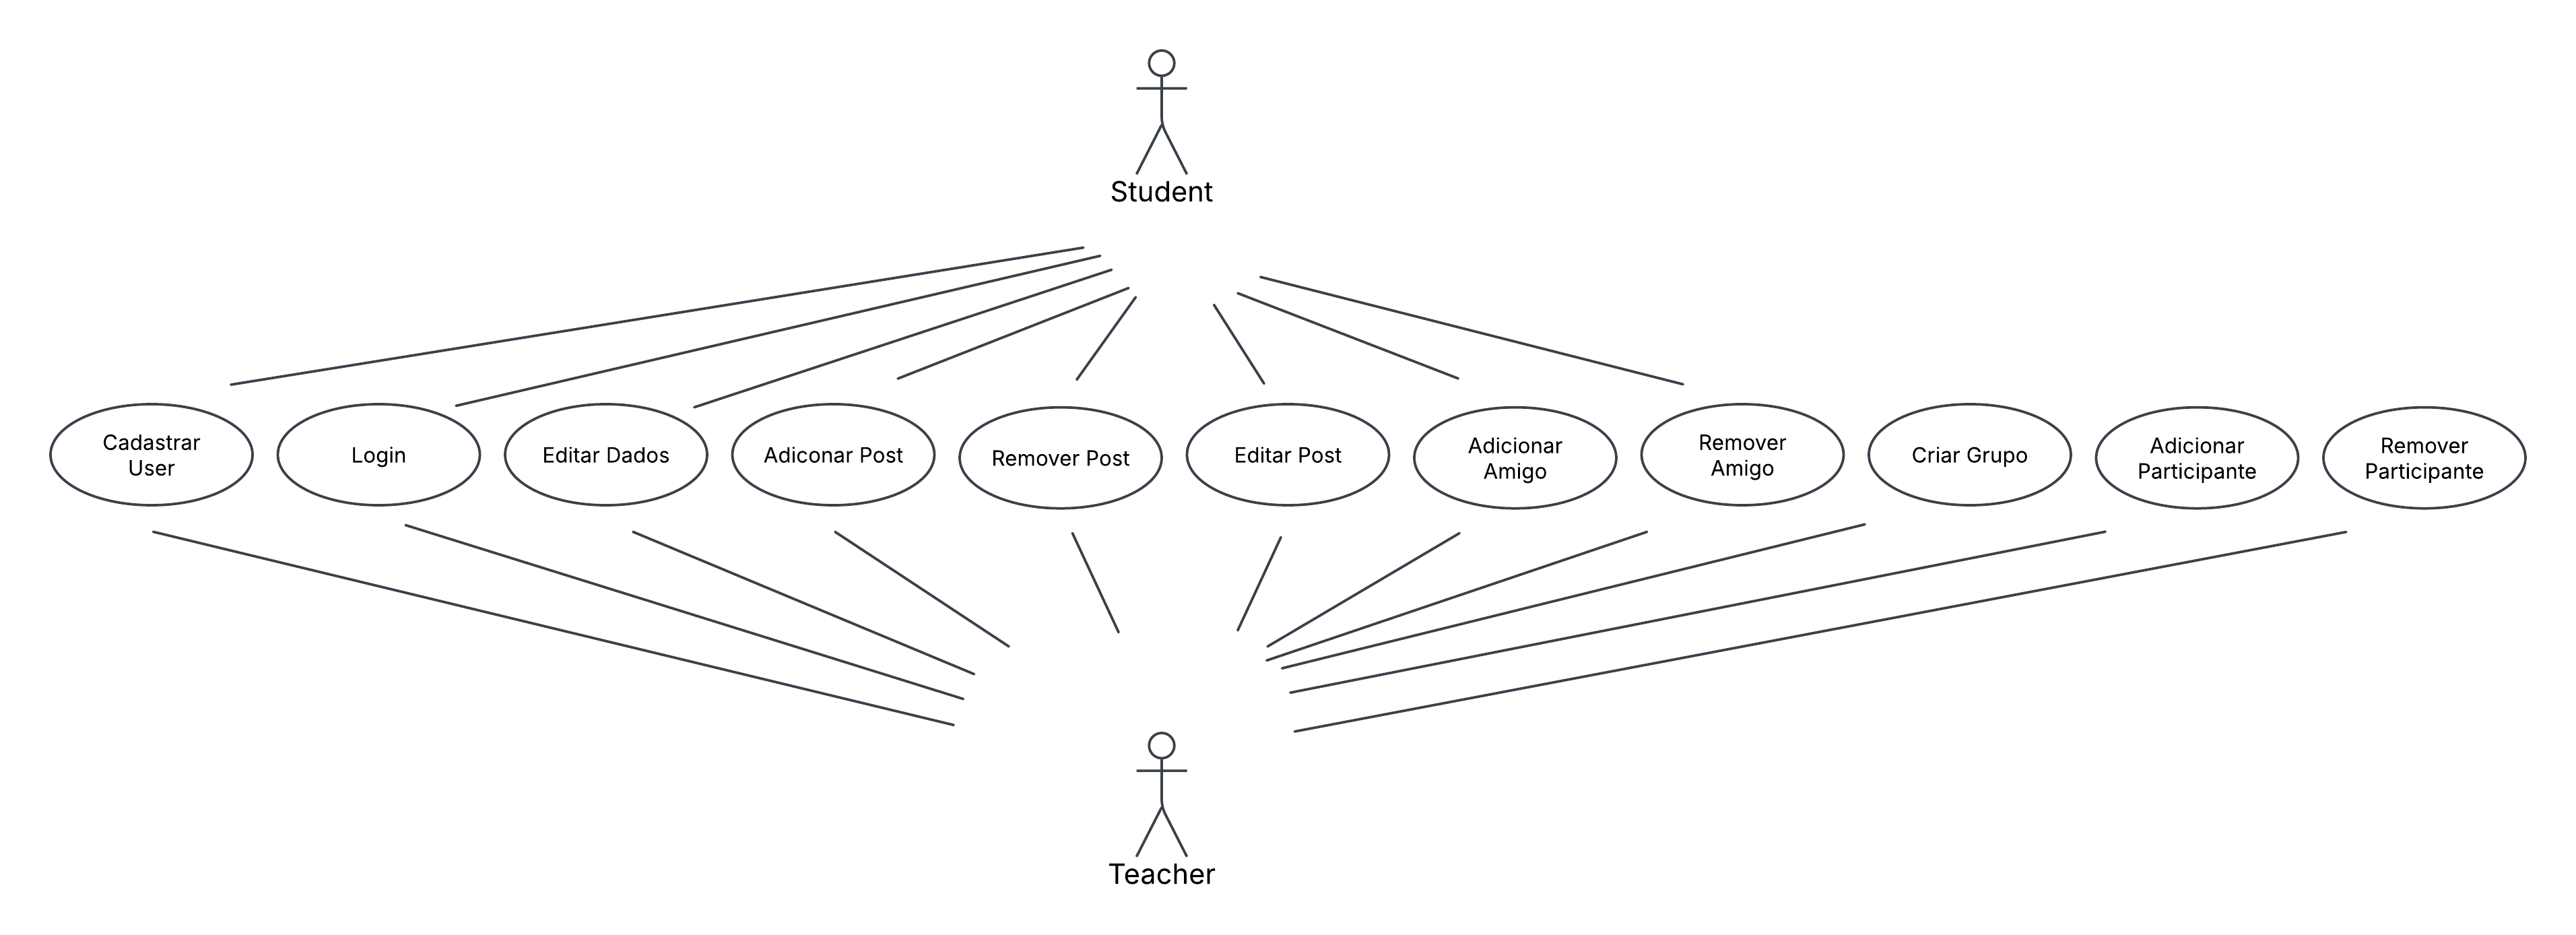 Student
Cadastrar
User
Login
Editar Dados
Adiconar Post
Remover Post
Editar Post
Adicionar
Amigo
Remover
Amigo
Criar Grupo
Adicionar
Participante
Remover
Participante
Teacher